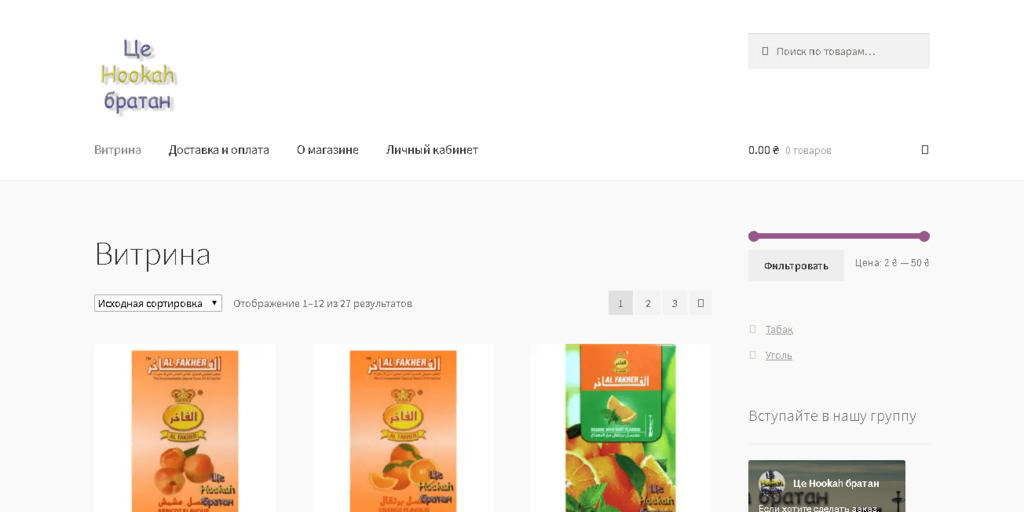 Це
Hookah
братан
Поиск по товарам…
Витрина
Доставка и оплата
О магазине
Личный кабинет
0.00 ₴ 0 товаров
Витрина
Исходная сортировка
Отображение 1–12 из 27 результатов
1 2 3
Фильтровать
Цена: 2 ₴ — 50 ₴
Табак
Уголь
Вступайте в нашу группу
AL FAKHER الفاخر
الفاخر
AL FAKHER
Це
Hookah
братан
AL FAKHER الفاخر
الفاخر
AL FAKHER
Це
Hookah
братан
AL FAKHER
الفاخر
Це
Hookah
братан
Це Hookah братан
братан
Если хотите сделать заказ,